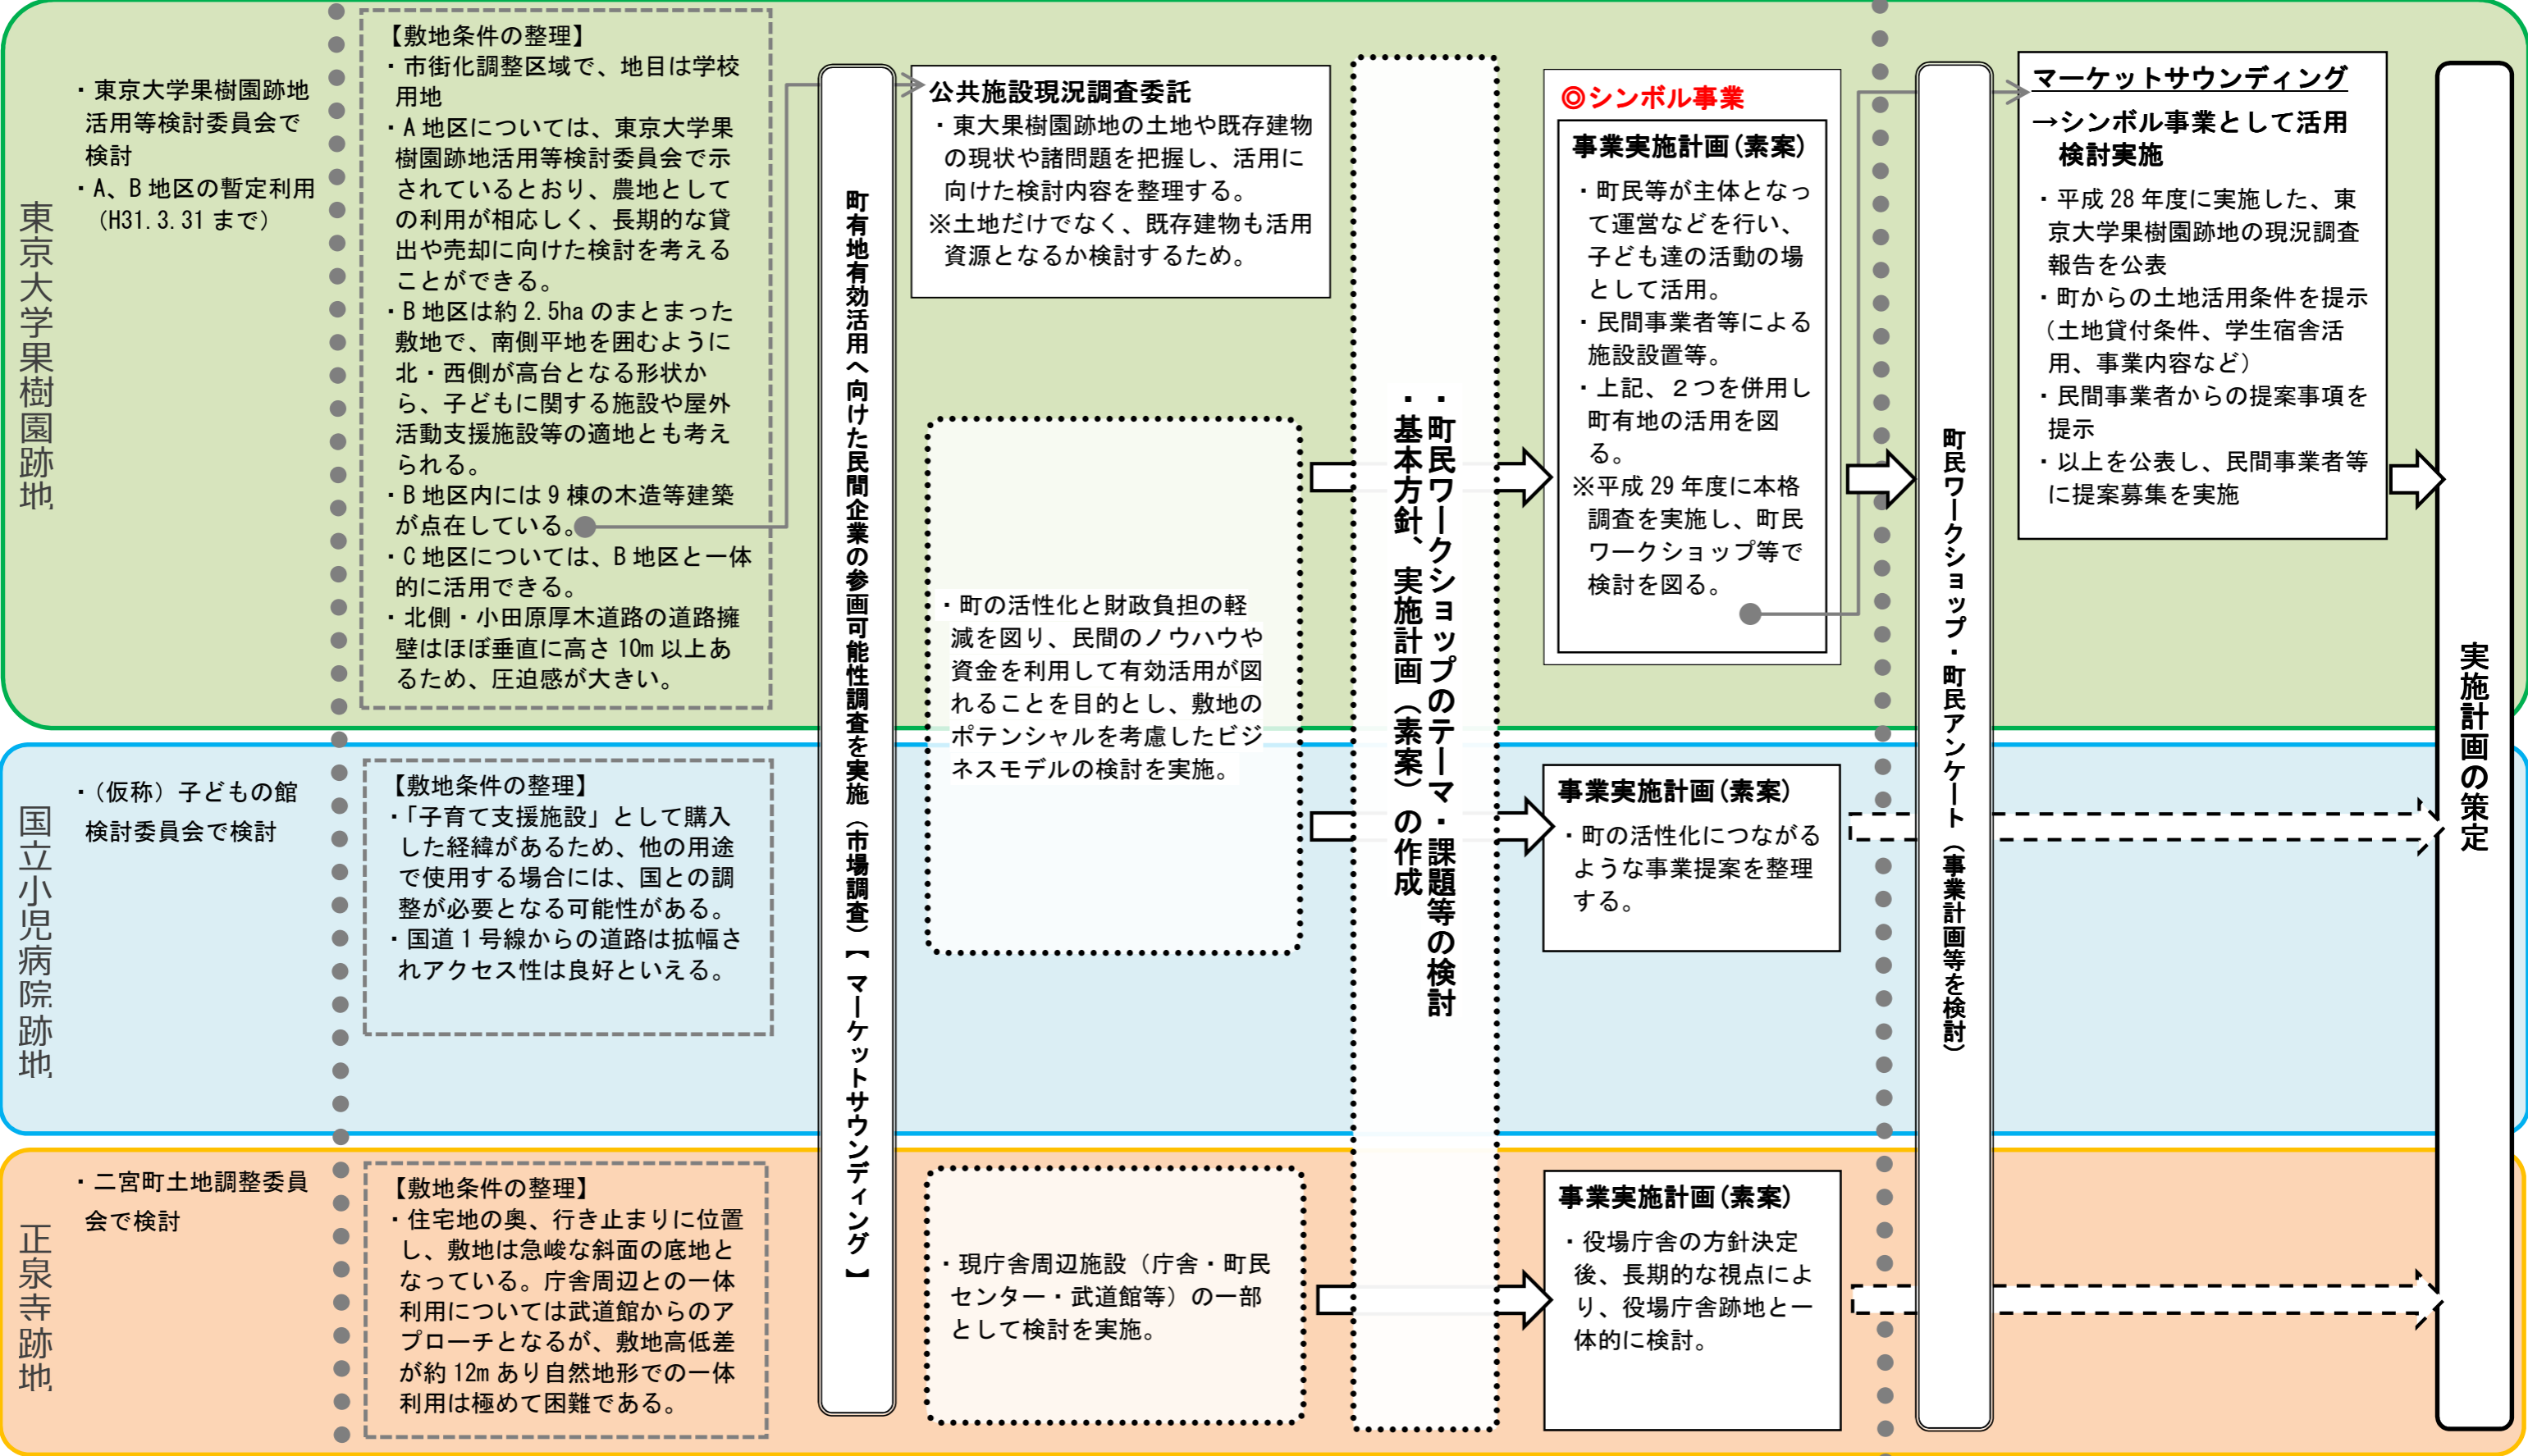 東京大学果樹園跡地
・東京大学果樹園跡地
活用等検討委員会で
検討
・A、B 地区の暫定利用
（H31.3.31 まで）
【敷地条件の整理】
・市街化調整区域で、地目は学校
用地
・A 地区については、東京大学果
樹園跡地活用等検討委員会で示
されているとおり、農地として
の利用が相応しく、長期的な貸
出や売却に向けた検討を考える
ことができる。
・B 地区は約 2.5ha のまとまった
敷地で、南側平地を囲むように
北・西側が高台となる形状か
ら、子どもに関する施設や屋外
活動支援施設等の適地とも考え
られる。
・B 地区内には 9 棟の木造等建築
が点在している。
・C 地区については、B 地区と一体
的に活用できる。
・北側・小田原厚木道路の道路擁
壁はほぼ垂直に高さ 10m 以上あ
るため、圧迫感が大きい。
町有地有効活用へ向けた民間企業の参画可能性調査を実施（市場調査）【マーケットサウンディング】
公共施設現況調査委託
・東大果樹園跡地の土地や既存建物
の現状や諸問題を把握し、活用に
向けた検討内容を整理する。
※土地だけでなく、既存建物も活用
資源となるか検討するため。
・町の活性化と財政負担の軽
減を図り、民間のノウハウや
資金を利用して有効活用が図
れることを目的とし、敷地の
ポテンシャルを考慮したビジ
ネスモデルの検討を実施。
・町民ワークショップのテーマ・課題等の検討
・基本方針、実施計画（素案）の作成
◎シンボル事業
事業実施計画(素案)
・町民等が主体となっ
て運営などを行い、
子ども達の活動の場
として活用。
・民間事業者等による
施設設置等。
・上記、２つを併用し
町有地の活用を図
る。
※平成 29 年度に本格
調査を実施し、町民
ワークショップ等で
検討を図る。
町民ワークショップ・町民アンケート（事業計画等を検討）
マーケットサウンディング
→シンボル事業として活用
検討実施
・平成 28 年度に実施した、東
京大学果樹園跡地の現況調査
報告を公表
・町からの土地活用条件を提示
（土地貸付条件、学生宿舎活
用、事業内容など）
・民間事業者からの提案事項を
提示
・以上を公表し、民間事業者等
に提案募集を実施
実施計画の策定
国立小児病院跡地
・（仮称）子どもの館
検討委員会で検討
【敷地条件の整理】
・「子育て支援施設」として購入
した経緯があるため、他の用途
で使用する場合には、国との調
整が必要となる可能性がある。
・国道 1 号線からの道路は拡幅さ
れアクセス性は良好といえる。
事業実施計画(素案)
・町の活性化につながる
ような事業提案を整理
する。
正泉寺跡地
・二宮町土地調整委員
会で検討
【敷地条件の整理】
・住宅地の奥、行き止まりに位置
し、敷地は急峻な斜面の底地と
なっている。庁舎周辺との一体
利用については武道館からのア
プローチとなるが、敷地高低差
が約 12m あり自然地形での一体
利用は極めて困難である。
・現庁舎周辺施設（庁舎・町民
センター・武道館等）の一部
として検討を実施。
事業実施計画(素案)
・役場庁舎の方針決定
後、長期的な視点によ
り、役場庁舎跡地と一
体的に検討。